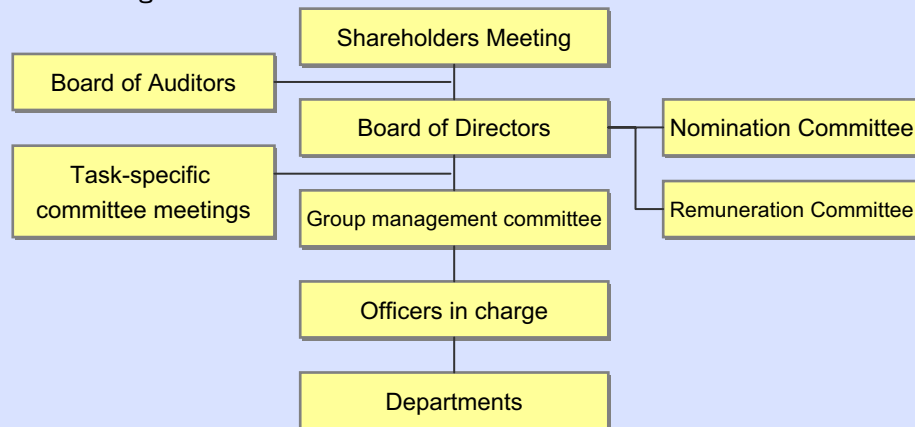 Shareholders Meeting
Board of Auditors
Board of Directors
Nomination Committee
Task-specific
committee meetings
Remuneration Committee
Group management committee
Officers in charge
Departments